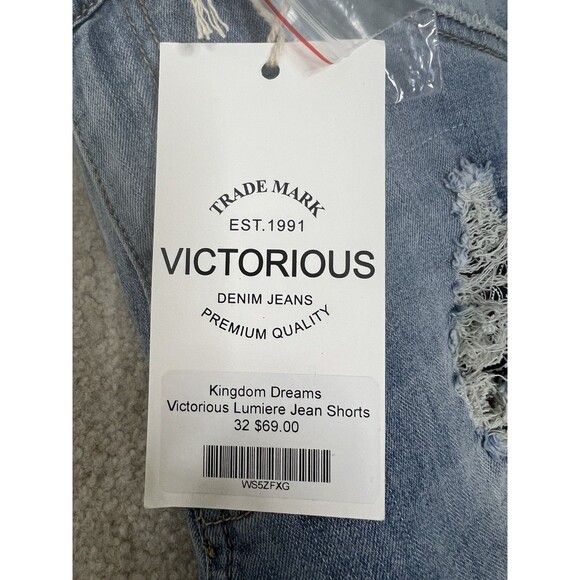 TRADE MARK
EST.1991
VICTORIOUS
DENIM JEANS
PREMIUM QUALITY
Kingdom Dreams
Victorious Lumiere Jean Shorts
32 $69.00
WS5ZFXG